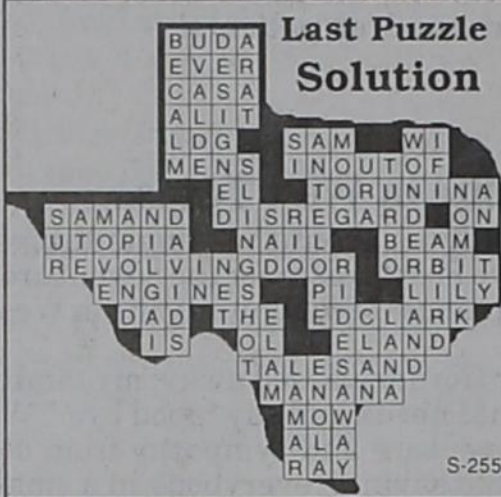 Last Puzzle
Solution
BUDA
EVER
CASA
ALIT
LDG SAM WI
MENS INOUTOF
EL TORUNINA
SAMAND DISREGARD ON
UTOPIA NAIL BEAM
REVOLVINGDOOR ORBIT
ENGINES PI LILY
DAD THE EDCLARK
IS OL ELAND
TALESAND
MANANA
MOW
ALA
RAY
S-255